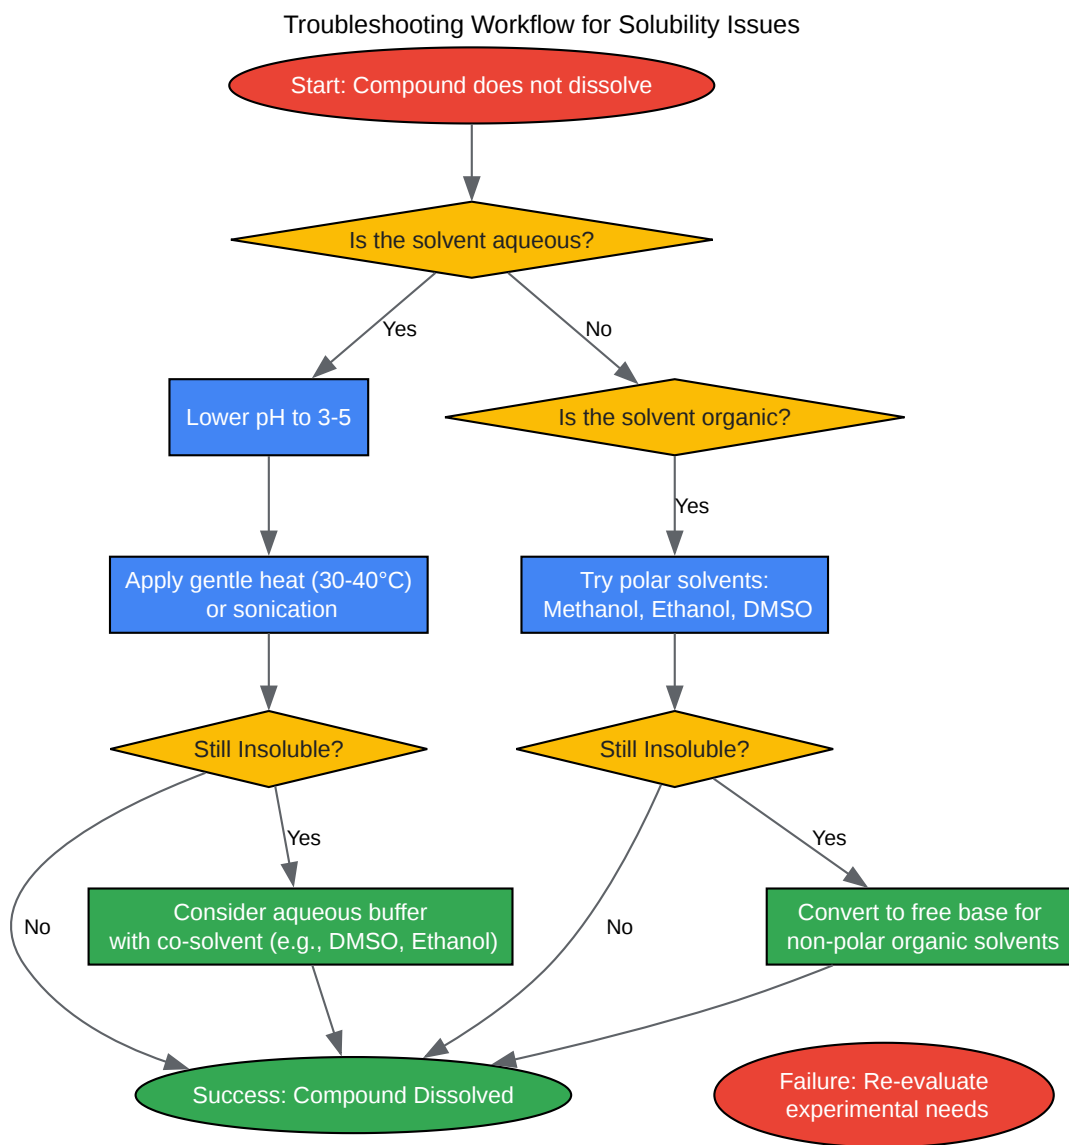 Troubleshooting Workflow for Solubility Issues
Start: Compound does not dissolve
Is the solvent aqueous?
Yes
No
Lower pH to 3-5
Is the solvent organic?
Yes
Apply gentle heat (30-40°C)
or sonication
Try polar solvents:
Methanol, Ethanol, DMSO
Still Insoluble?
Still Insoluble?
Yes
Yes
No
Consider aqueous buffer
with co-solvent (e.g., DMSO, Ethanol)
No
Convert to free base for
non-polar organic solvents
Success: Compound Dissolved
Failure: Re-evaluate
experimental needs